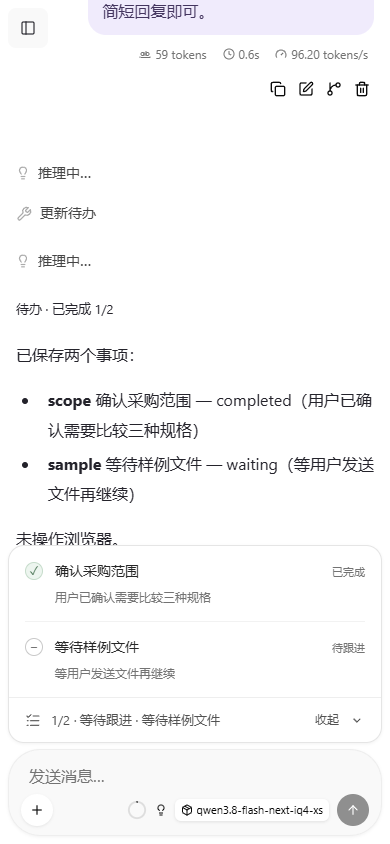 简短回复即可。
59 tokens 0.6s 96.20 tokens/s
推理中...
更新待办
推理中...
待办 · 已完成 1/2
已保存两个事项：
scope 确认采购范围 — completed（用户已确
认需要比较三种规格）
sample 等待样例文件 — waiting（等用户发送
文件再继续）
未操作浏览器。
确认采购范围 已完成
用户已确认需要比较三种规格
等待样例文件 待跟进
等用户发送文件再继续
1/2 · 等待跟进 · 等待样例文件 收起
发送消息...
qwen3.8-flash-next-iq4-xs